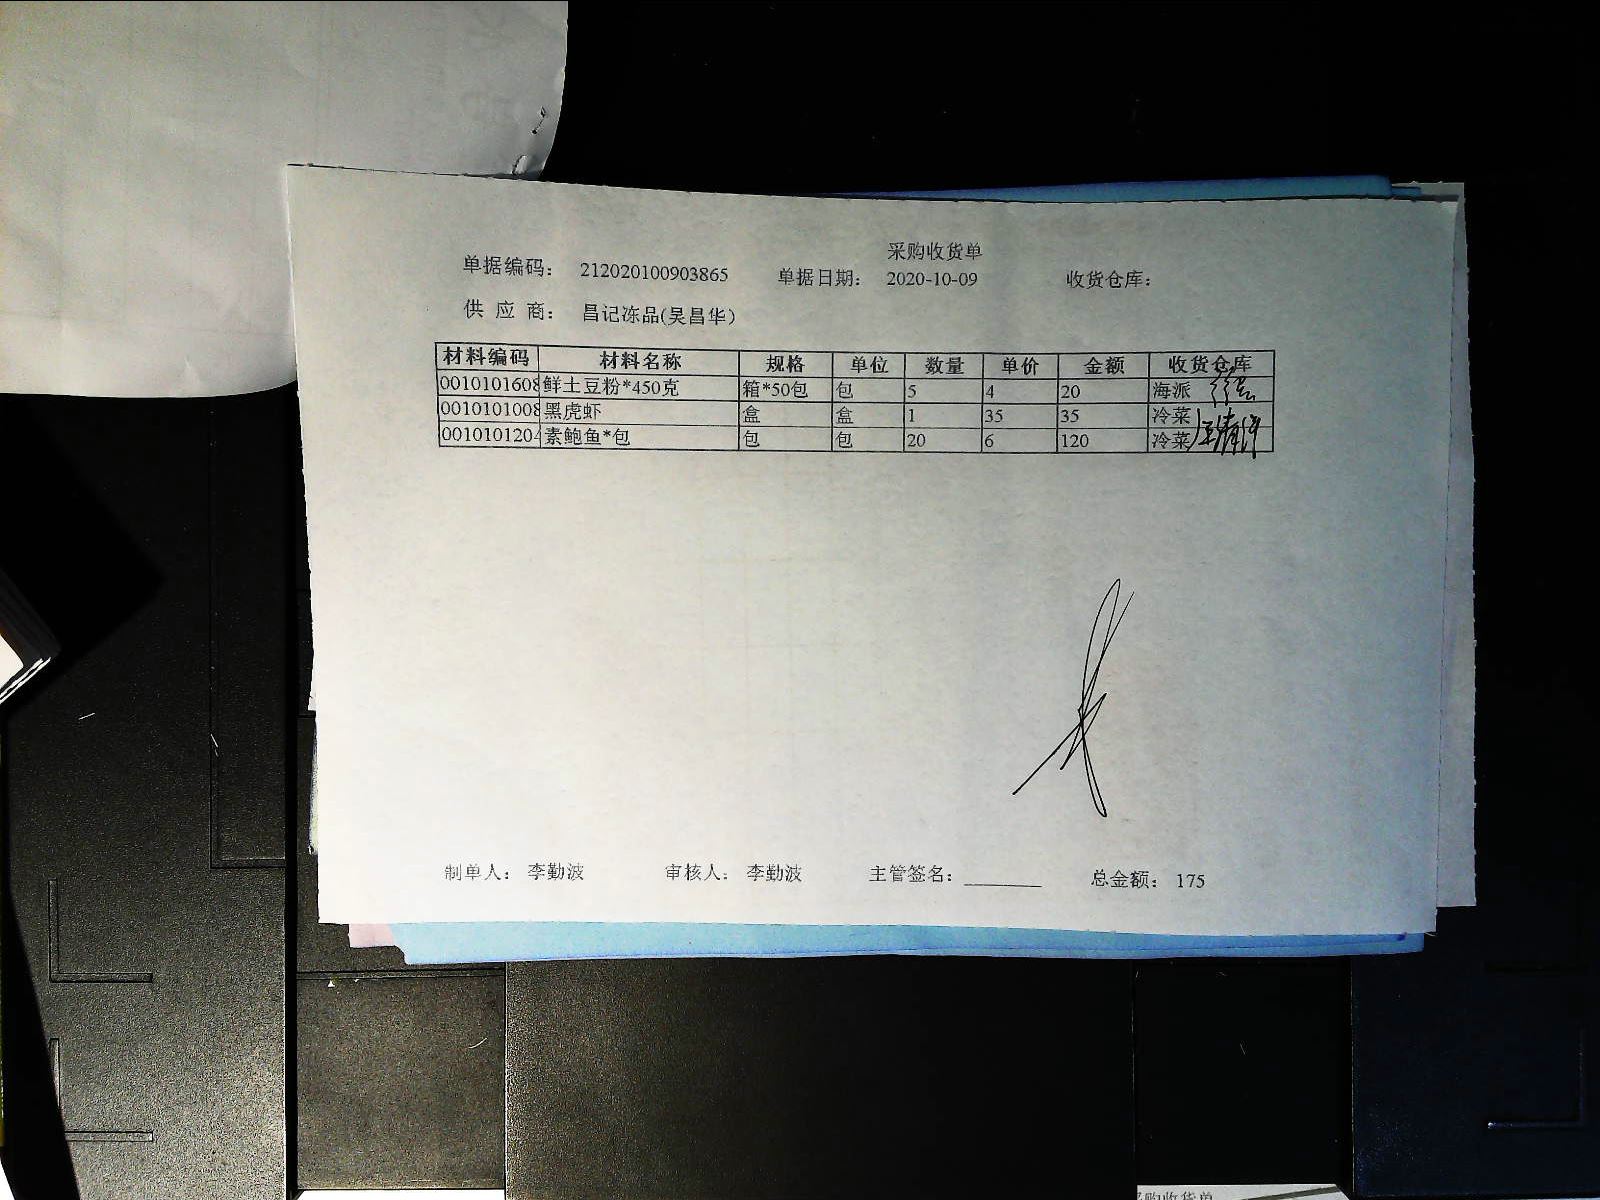 采购收货单
单据编码: 212020100903865 单据日期: 2020-10-09 收货仓库:
供 应 商: 昌记冻品(吴昌华)
材料编码 材料名称 规格 单位 数量 单价 金额 收货仓库
0010101608 鲜土豆粉*450克 箱*50包 包 5 4 20 海派
0010101008 黑虎虾 盒 盒 1 35 35 冷菜
0010101204 素鲍鱼*包 包 包 20 6 120 冷菜
制单人: 李勤波 审核人: 李勤波 主管签名: 总金额: 175
采购收货单